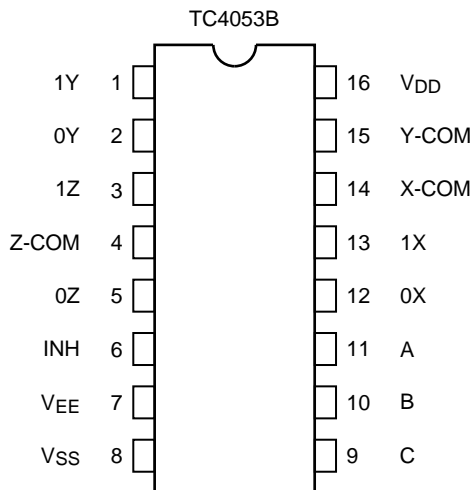 TC4053B
1Y 1 16 VDD
0Y 2 15 Y-COM
1Z 3 14 X-COM
Z-COM 4 13 1X
0Z 5 12 0X
INH 6 11 A
VEE 7 10 B
VSS 8 9 C